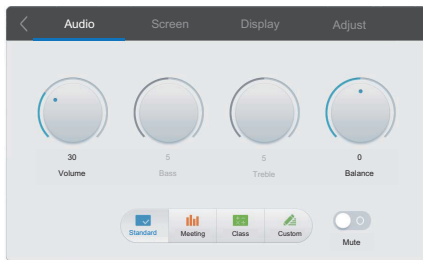 Audio Screen Display Adjust
30 5 5 0
Volume Bass Treble Balance
Standard Meeting Class Custom
Mute